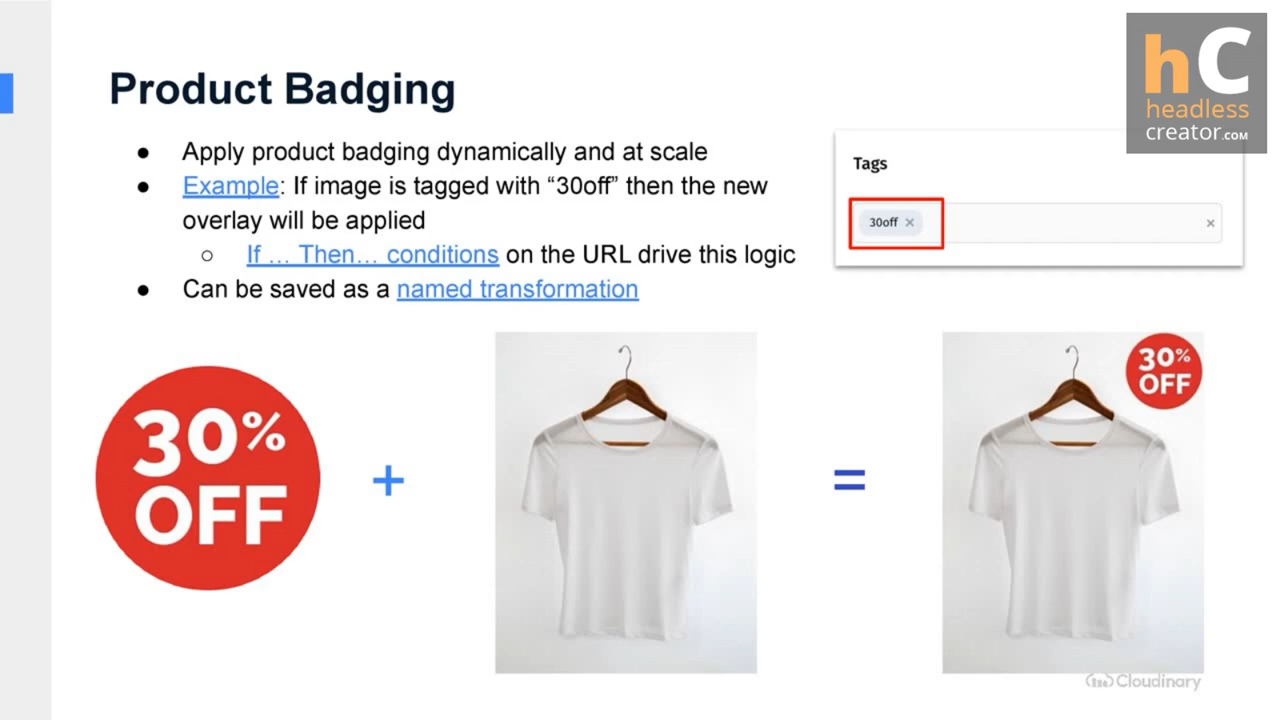 Product Badging
● Apply product badging dynamically and at scale
● Example: If image is tagged with “30off” then the new
overlay will be applied
○ If … Then… conditions on the URL drive this logic
● Can be saved as a named transformation
hC
headless
creator.COM
Tags
30off ×
×
30%
OFF
+
=
30%
OFF
Cloudinary